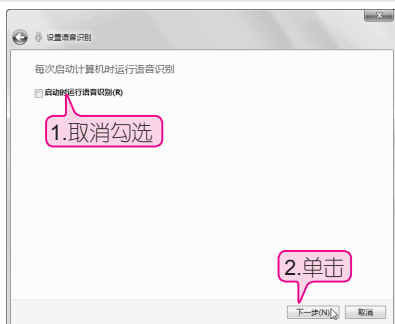 设置语音识别
每次启动计算机时运行语音识别
启动时运行语音识别(R)
1.取消勾选
2.单击
下一步(N)
取消